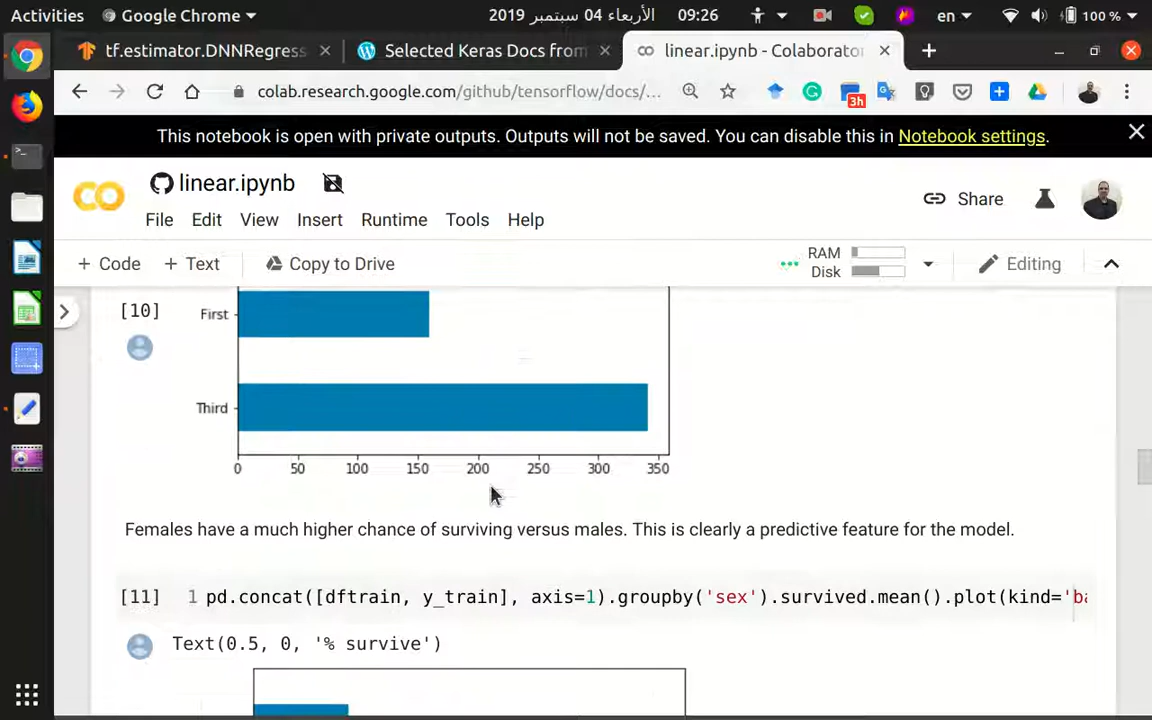 Activities Google Chrome الأربعاء 04 سبتمبر 2019 09:26 en 100 %
tf.estimator.DNNRegress Selected Keras Docs from linear.ipynb - Colaborator
colab.research.google.com/github/tensorflow/docs/... 3h
This notebook is open with private outputs. Outputs will not be saved. You can disable this in Notebook settings.
linear.ipynb
Share
File Edit View Insert Runtime Tools Help
+ Code + Text Copy to Drive RAM Disk Editing
[10] First
Third
0 50 100 150 200 250 300 350
Females have a much higher chance of surviving versus males. This is clearly a predictive feature for the model.
[11] 1 pd.concat([dftrain, y_train], axis=1).groupby('sex').survived.mean().plot(kind='ba
Text(0.5, 0, '% survive')